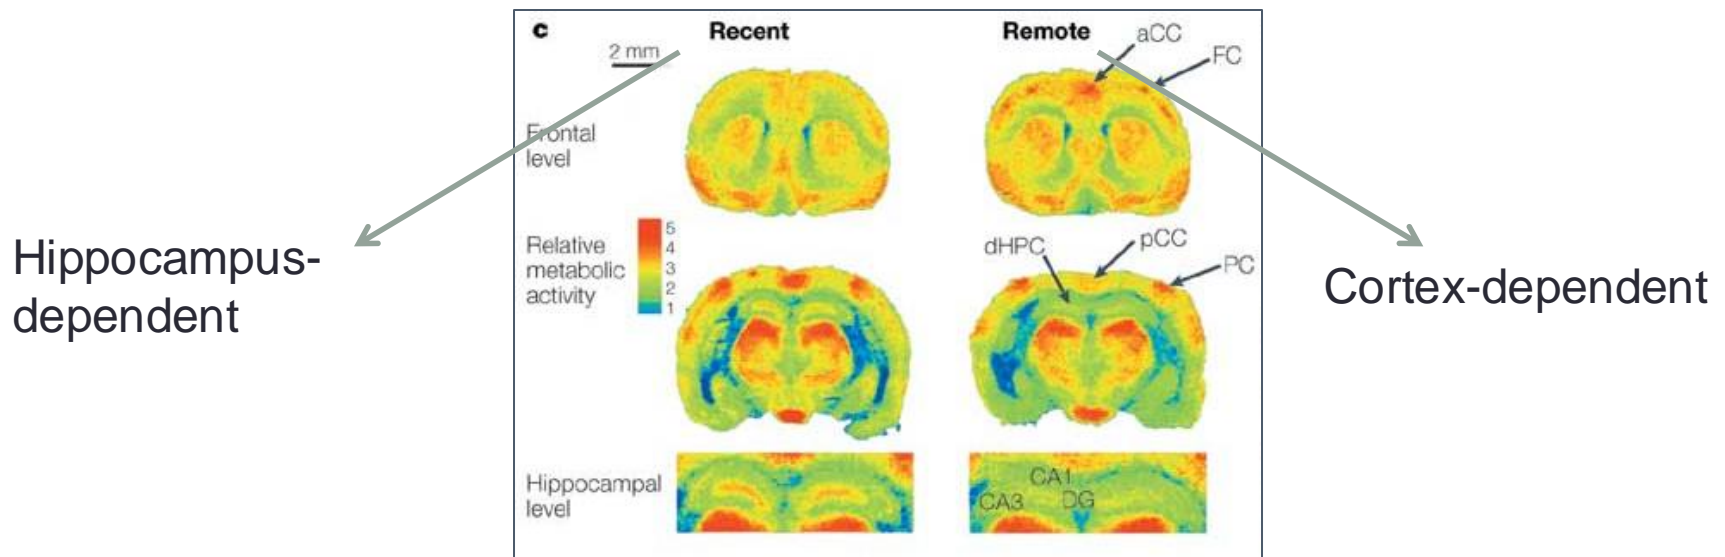 c
Recent
Remote
2 mm
aCC
FC
Frontal
level
Hippocampus-
dependent
Relative
metabolic
activity
5
4
3
2
1
dHPC
pCC
PC
Cortex-dependent
Hippocampal
level
CA1
CA3
DG